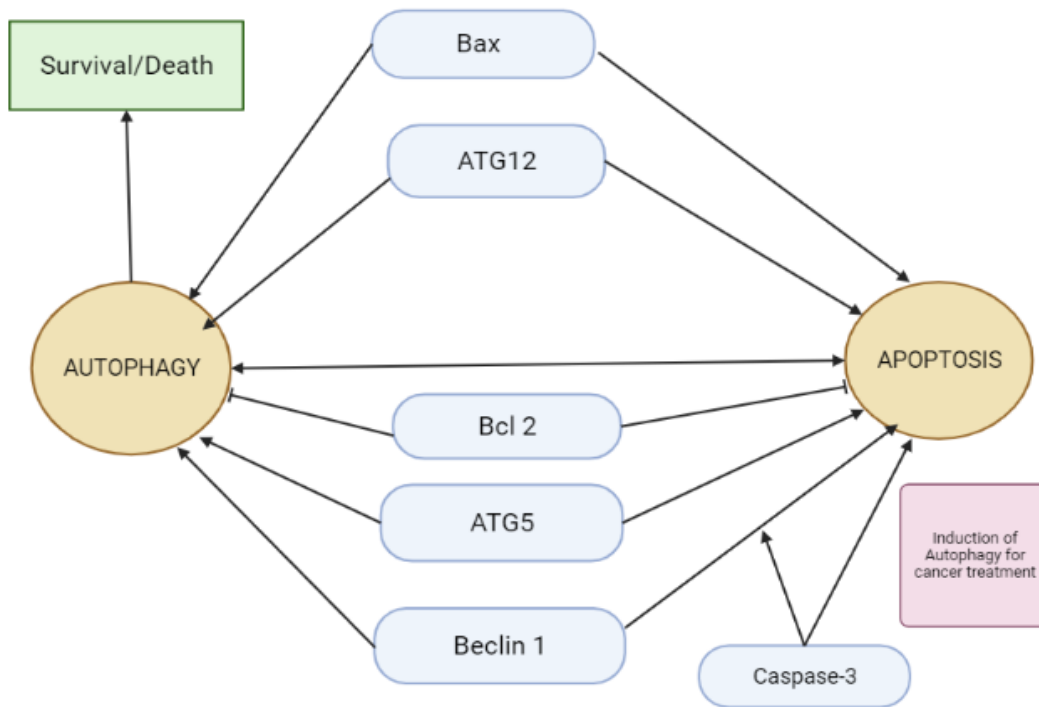 Bax
Survival/Death
ATG12
AUTOPHAGY
APOPTOSIS
Bcl 2
ATG5
Induction of
Autophagy for
cancer treatment
Beclin 1
Caspase-3